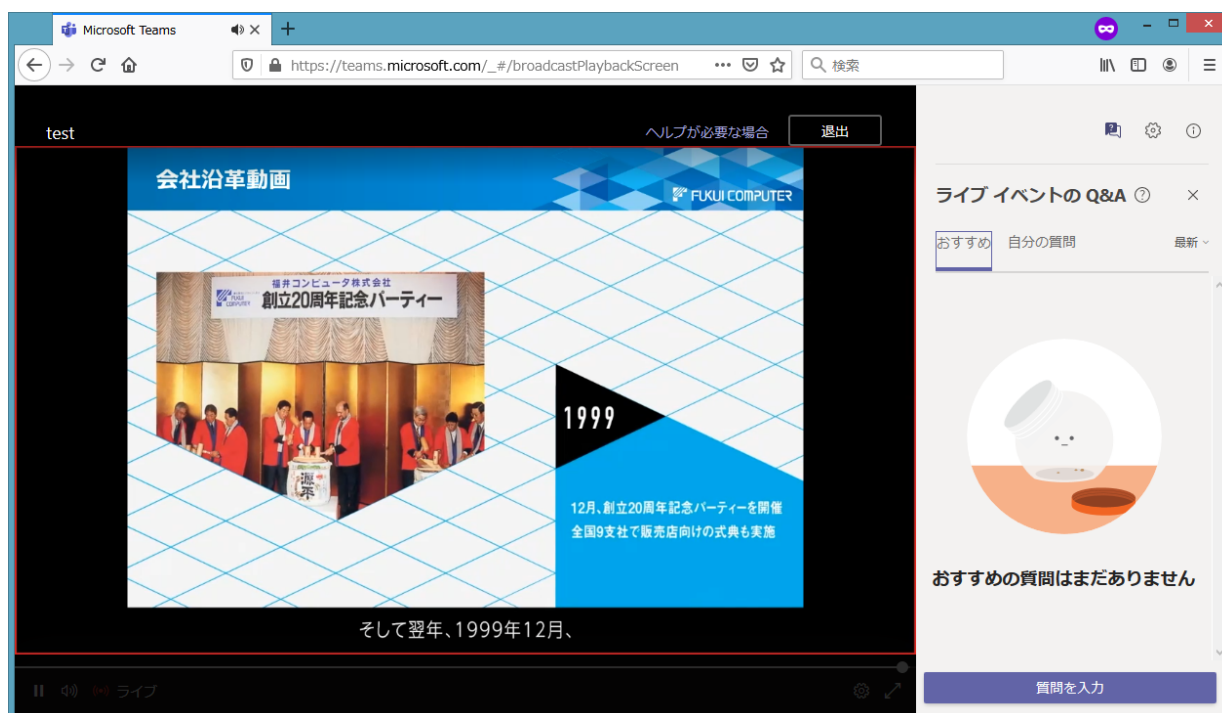 Microsoft Teams
https://teams.microsoft.com/_#/broadcastPlaybackScreen
検索
test
ヘルプが必要な場合
退出
会社沿革動画
FUKUI COMPUTER
福井コンピュータ株式会社
FUKUI COMPUTER
創立20周年記念パーティー
源平
1999
12月、創立20周年記念パーティーを開催
全国9支社で販売店向けの式典も実施
そして翌年、1999年12月、
ライブ
ライブ イベントの Q&A
おすすめ
自分の質問
最新
おすすめの質問はまだありません
質問を入力